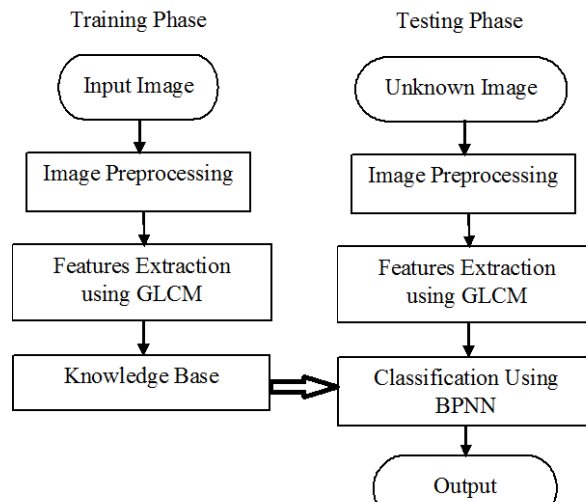 Training Phase
Input Image
Image Preprocessing
Features Extraction
using GLCM
Knowledge Base
Testing Phase
Unknown Image
Image Preprocessing
Features Extraction
using GLCM
Classification Using
BPNN
Output